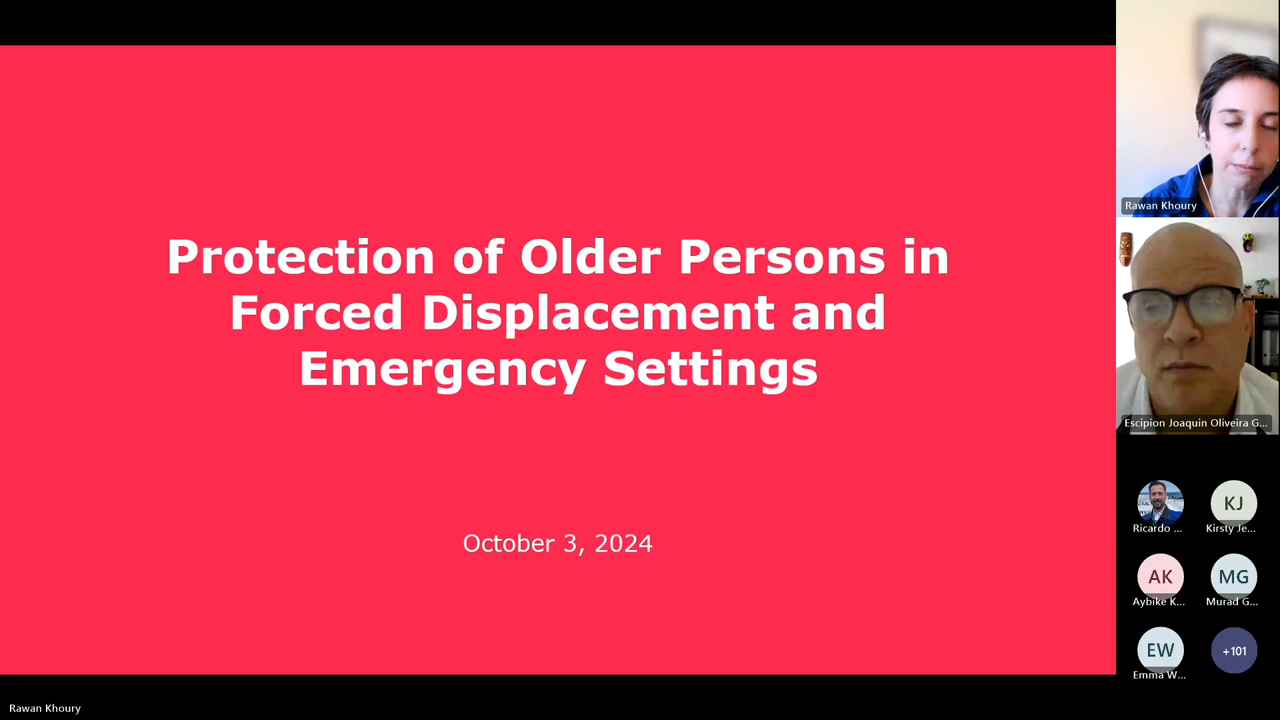 Protection of Older Persons in
Forced Displacement and
Emergency Settings
October 3, 2024
Rawan Khoury
Rawan Khoury
Escipion Joaquin Oliveira G...
Ricardo ...
KJ
Kirsty Je...
AK
Aybike K...
MG
Murad G...
EW
Emma W...
+101